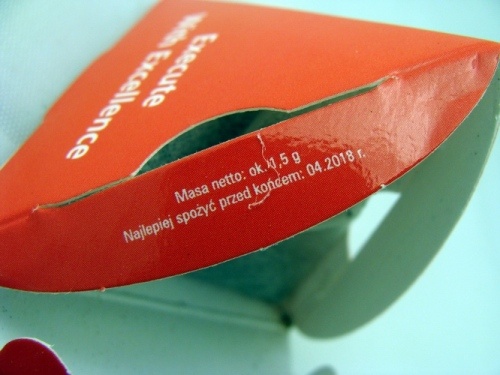 Execute
With Excellence
Masa netto: ok. 1,5 g
Najlepiej spożyć przed końcem: 04.2018 r.